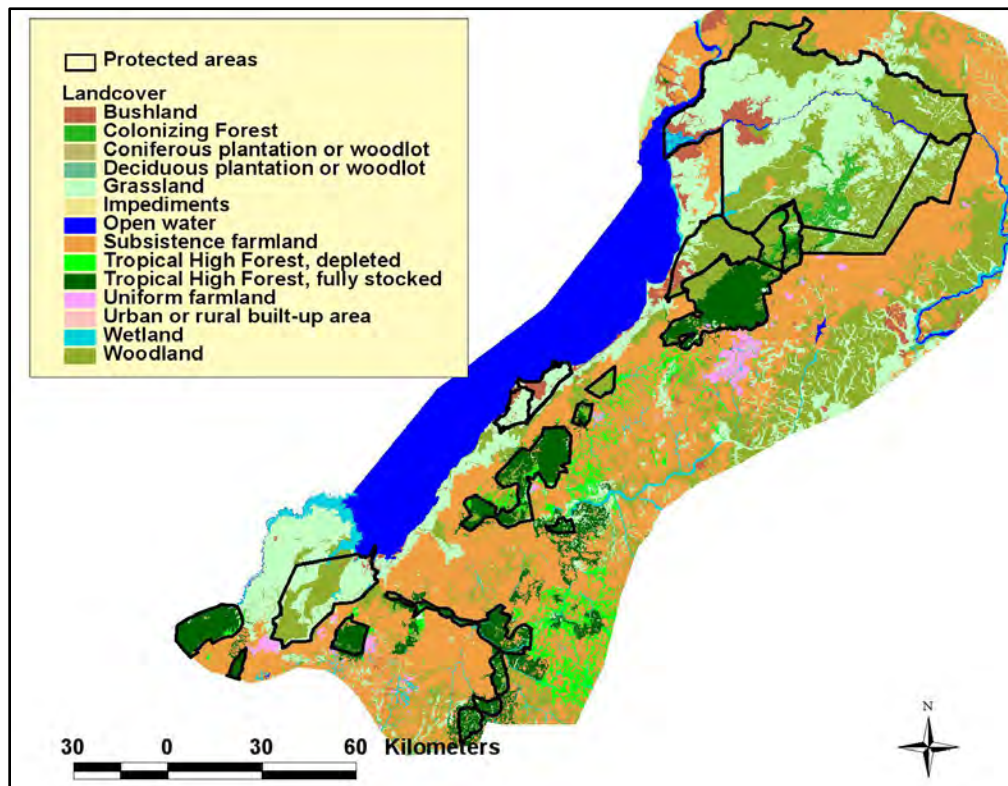 Protected areas
Landcover
Bushland
Colonizing Forest
Coniferous plantation or woodlot
Deciduous plantation or woodlot
Grassland
Impediments
Open water
Subsistence farmland
Tropical High Forest, depleted
Tropical High Forest, fully stocked
Uniform farmland
Urban or rural built-up area
Wetland
Woodland
N
30 0 30 60 Kilometers